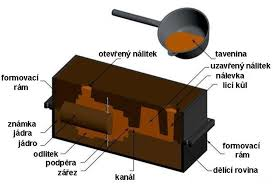 otevřený nálitek
tavenina
uzavřený nálitek
formovací
rám
nálevka
licí kůl
známka
jádra
jádro
odlitek
podpěra
zářez
kanál
formovací
rám
dělící rovina